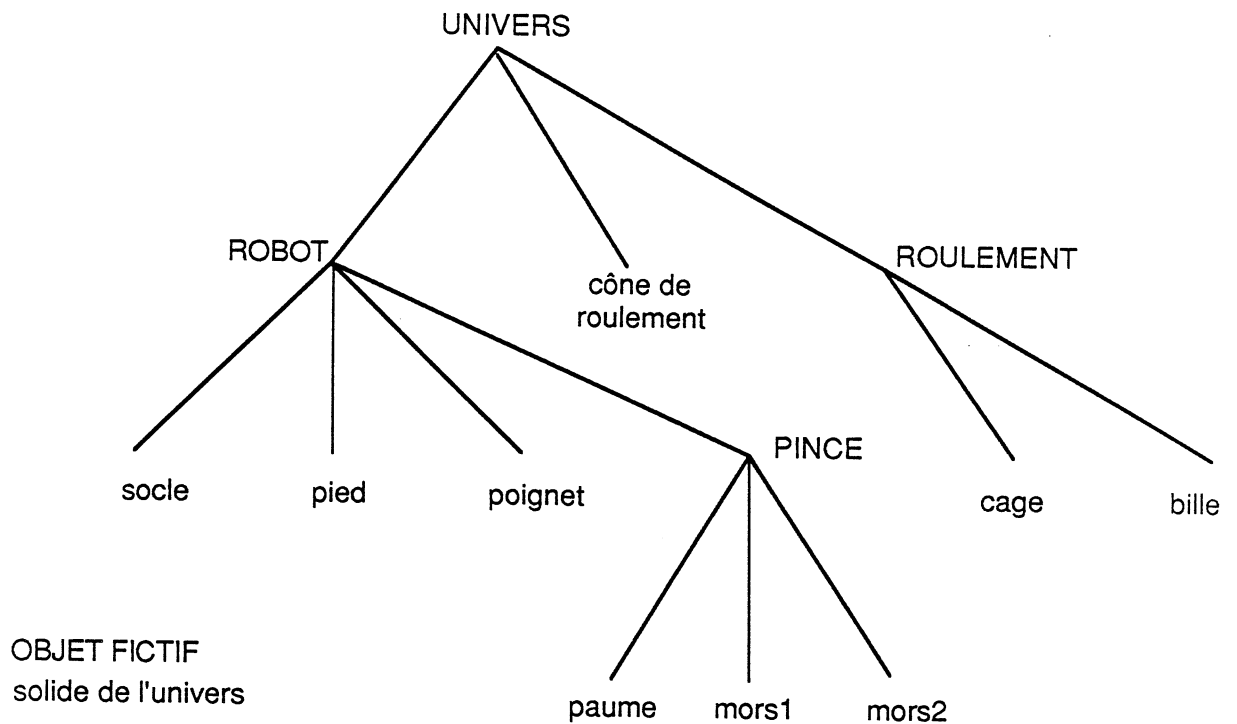 UNIVERS
ROBOT
ROULEMENT
cône de
roulement
PINCE
socle
pied
poignet
cage
bille
OBJET FICTIF
solide de l'univers
paume
mors1
mors2